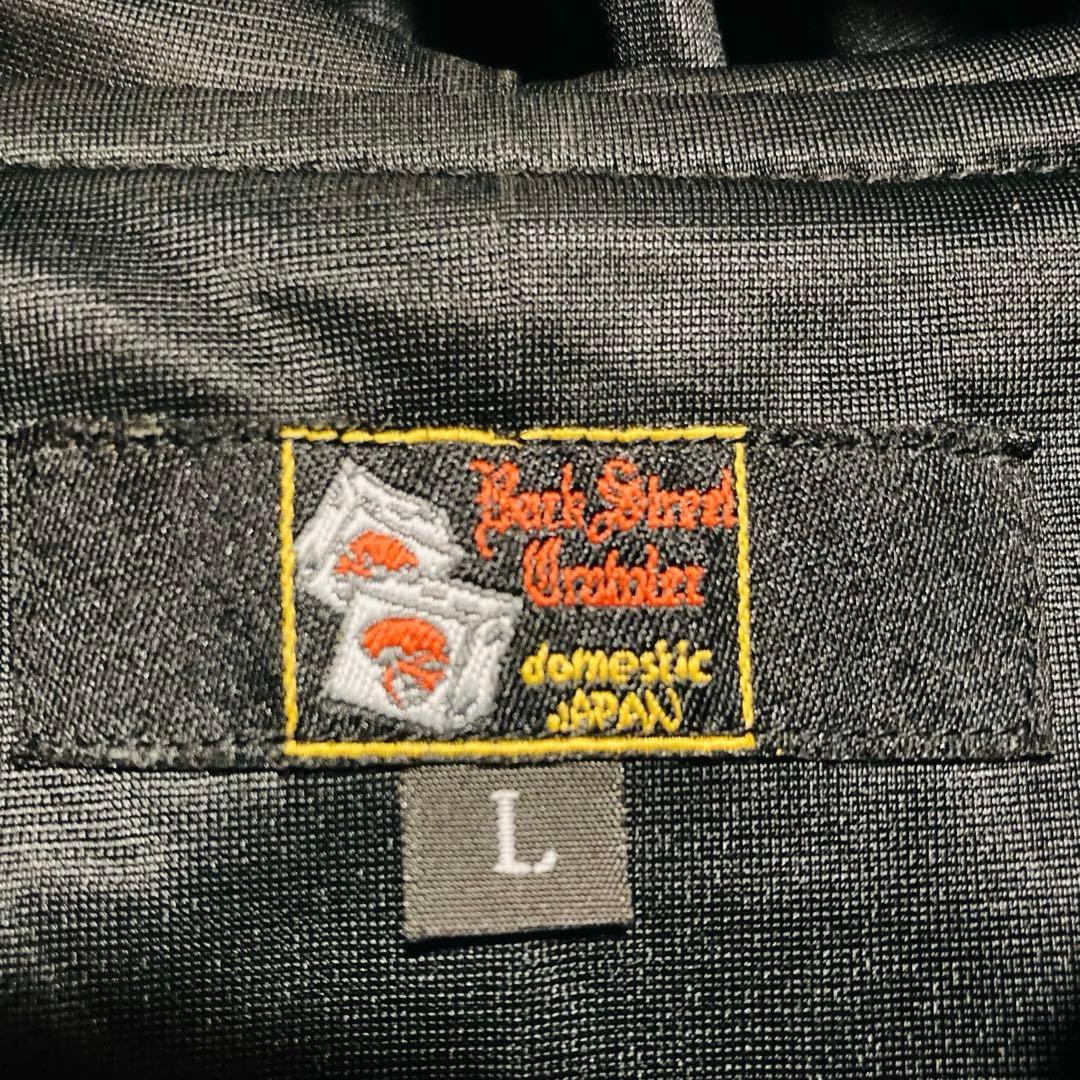 Back Street
Crawler
domestic
JAPAN
L